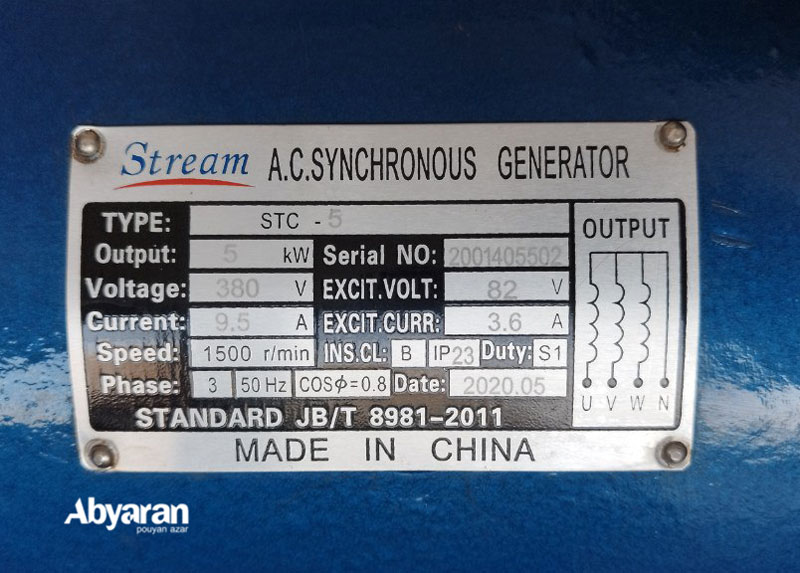 Stream A.C.SYNCHRONOUS GENERATOR
TYPE: STC - 5
Output: 5 kW Serial NO: 2001405502
Voltage: 380 V EXCIT.VOLT: 82 V
Current: 9.5 A EXCIT.CURR: 3.6 A
Speed: 1500 r/min INS.CL: B IP23 Duty: S1
Phase: 3 50 Hz COSϕ=0.8 Date: 2020.05
STANDARD JB/T 8981-2011
MADE IN CHINA
OUTPUT
U V W N
Abyaran
pouyan azar